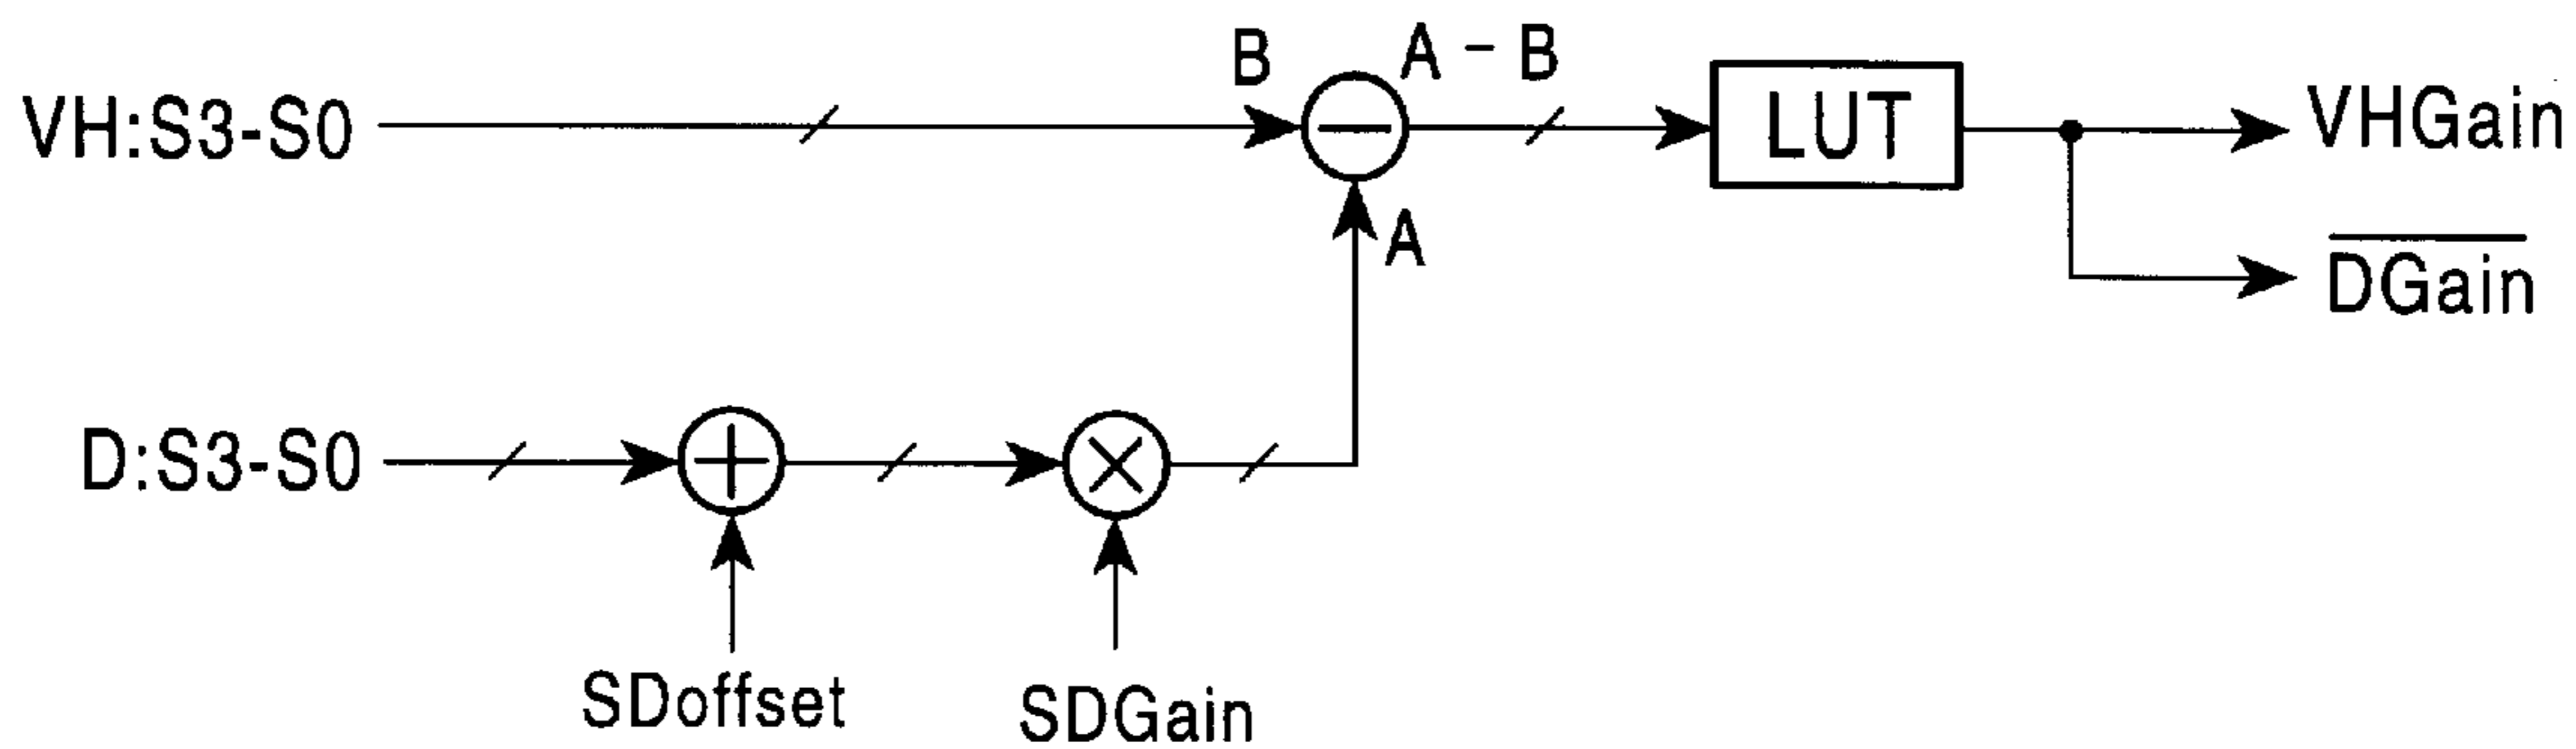 B
A - B
VH:S3-S0
LUT
VHGain
A
DGain
D:S3-S0
SDoffset
SDGain